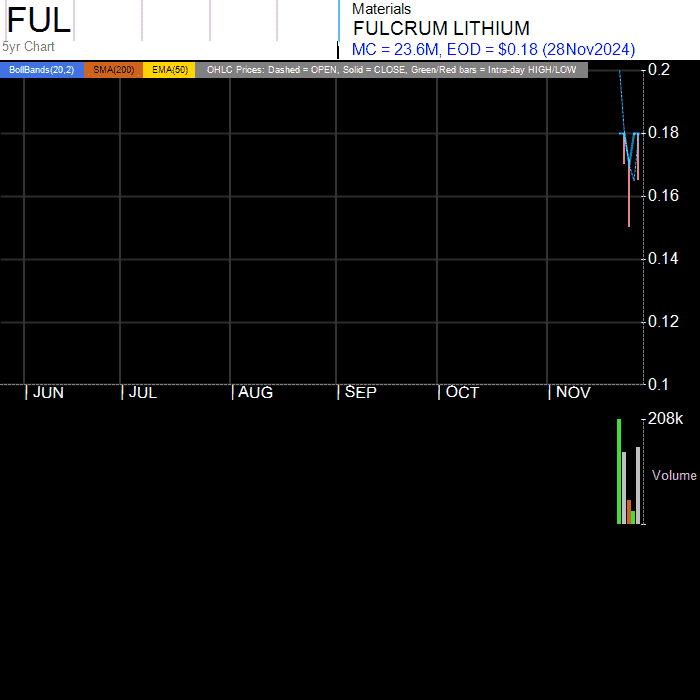 FUL
5yr Chart
Materials
FULCRUM LITHIUM
MC = 23.6M, EOD = $0.18 (28Nov2024)
BollBands(20,2) SMA(200) EMA(50) OHLC Prices: Dashed = OPEN, Solid = CLOSE, Green/Red bars = Intra-day HIGH/LOW
0.2
0.18
0.16
0.14
0.12
0.1
JUN JUL AUG SEP OCT NOV
208k
Volume